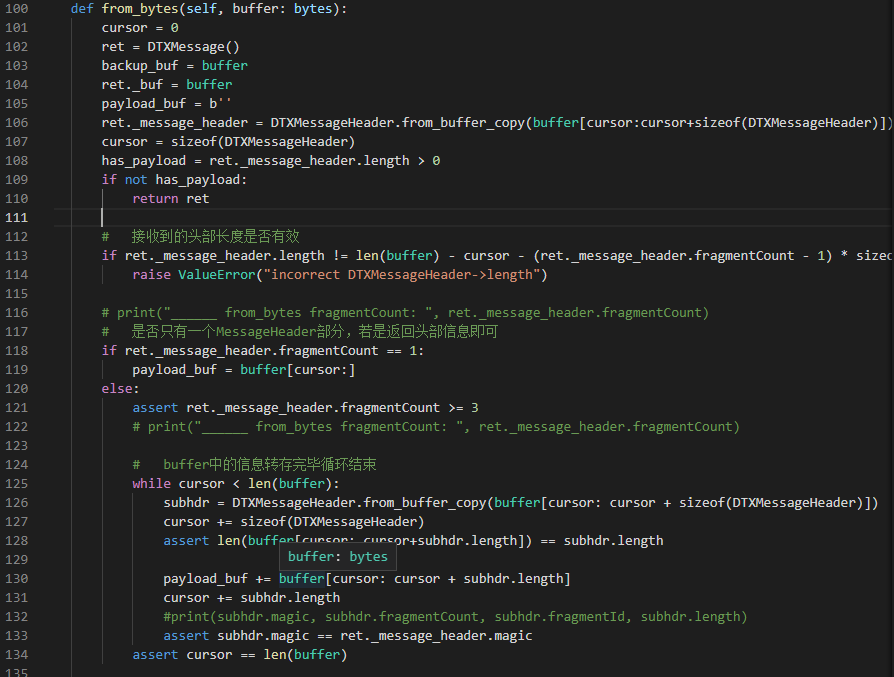 100 def from_bytes(self, buffer: bytes):
101 cursor = 0
102 ret = DTXMessage()
103 backup_buf = buffer
104 ret._buf = buffer
105 payload_buf = b''
106 ret._message_header = DTXMessageHeader.from_buffer_copy(buffer[cursor:cursor+sizeof(DTXMessageHeader)])
107 cursor = sizeof(DTXMessageHeader)
108 has_payload = ret._message_header.length > 0
109 if not has_payload:
110 return ret
111
112 # 接收到的头部长度是否有效
113 if ret._message_header.length != len(buffer) - cursor - (ret._message_header.fragmentCount - 1) * sizeo
114 raise ValueError("incorrect DTXMessageHeader->length")
115
116 # print("______ from_bytes fragmentCount: ", ret._message_header.fragmentCount)
117 # 是否只有一个MessageHeader部分，若是返回头部信息即可
118 if ret._message_header.fragmentCount == 1:
119 payload_buf = buffer[cursor:]
120 else:
121 assert ret._message_header.fragmentCount >= 3
122 # print("______ from_bytes fragmentCount: ", ret._message_header.fragmentCount)
123
124 # buffer中的信息转存完毕循环结束
125 while cursor < len(buffer):
126 subhdr = DTXMessageHeader.from_buffer_copy(buffer[cursor: cursor + sizeof(DTXMessageHeader)])
127 cursor += sizeof(DTXMessageHeader)
128 assert len(buffer[cursor: cursor+subhdr.length]) == subhdr.length
129 buffer: bytes
130 payload_buf += buffer[cursor: cursor + subhdr.length]
131 cursor += subhdr.length
132 #print(subhdr.magic, subhdr.fragmentCount, subhdr.fragmentId, subhdr.length)
133 assert subhdr.magic == ret._message_header.magic
134 assert cursor == len(buffer)
135